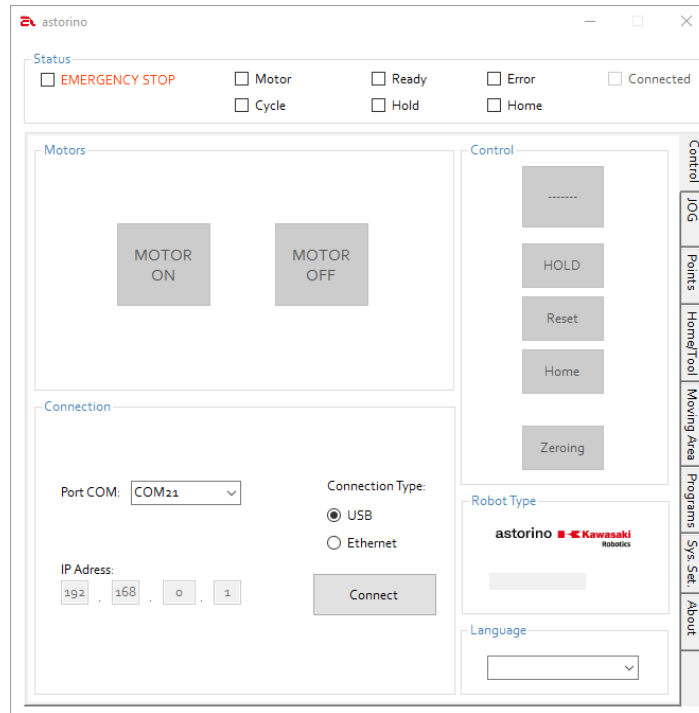 astorino
Status
EMERGENCY STOP
Motor
Ready
Error
Connected
Cycle
Hold
Home
Motors
MOTOR
ON
MOTOR
OFF
Control
-------
HOLD
Reset
Home
Zeroing
Connection
Port COM:
COM21
Connection Type:
USB
Ethernet
IP Adress:
192 . 168 . 0 . 1
Connect
Robot Type
astorino Kawasaki
Robotics
Language
Control
JOG
Points
Home/Tool
Moving Area
Programs
Sys. Set.
About